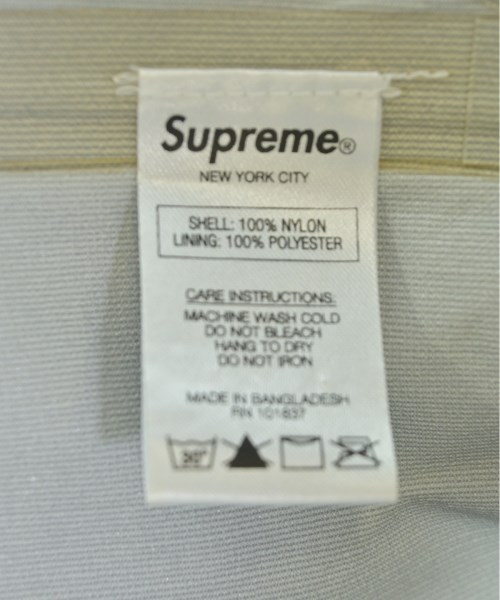 Supreme®
NEW YORK CITY
SHELL: 100% NYLON
LINING: 100% POLYESTER
CARE INSTRUCTIONS.
MACHINE WASH COLD
DO NOT BLEACH
HANG TO DRY
DO NOT IRON
MADE IN BANGLADESH
RN 101837
30°